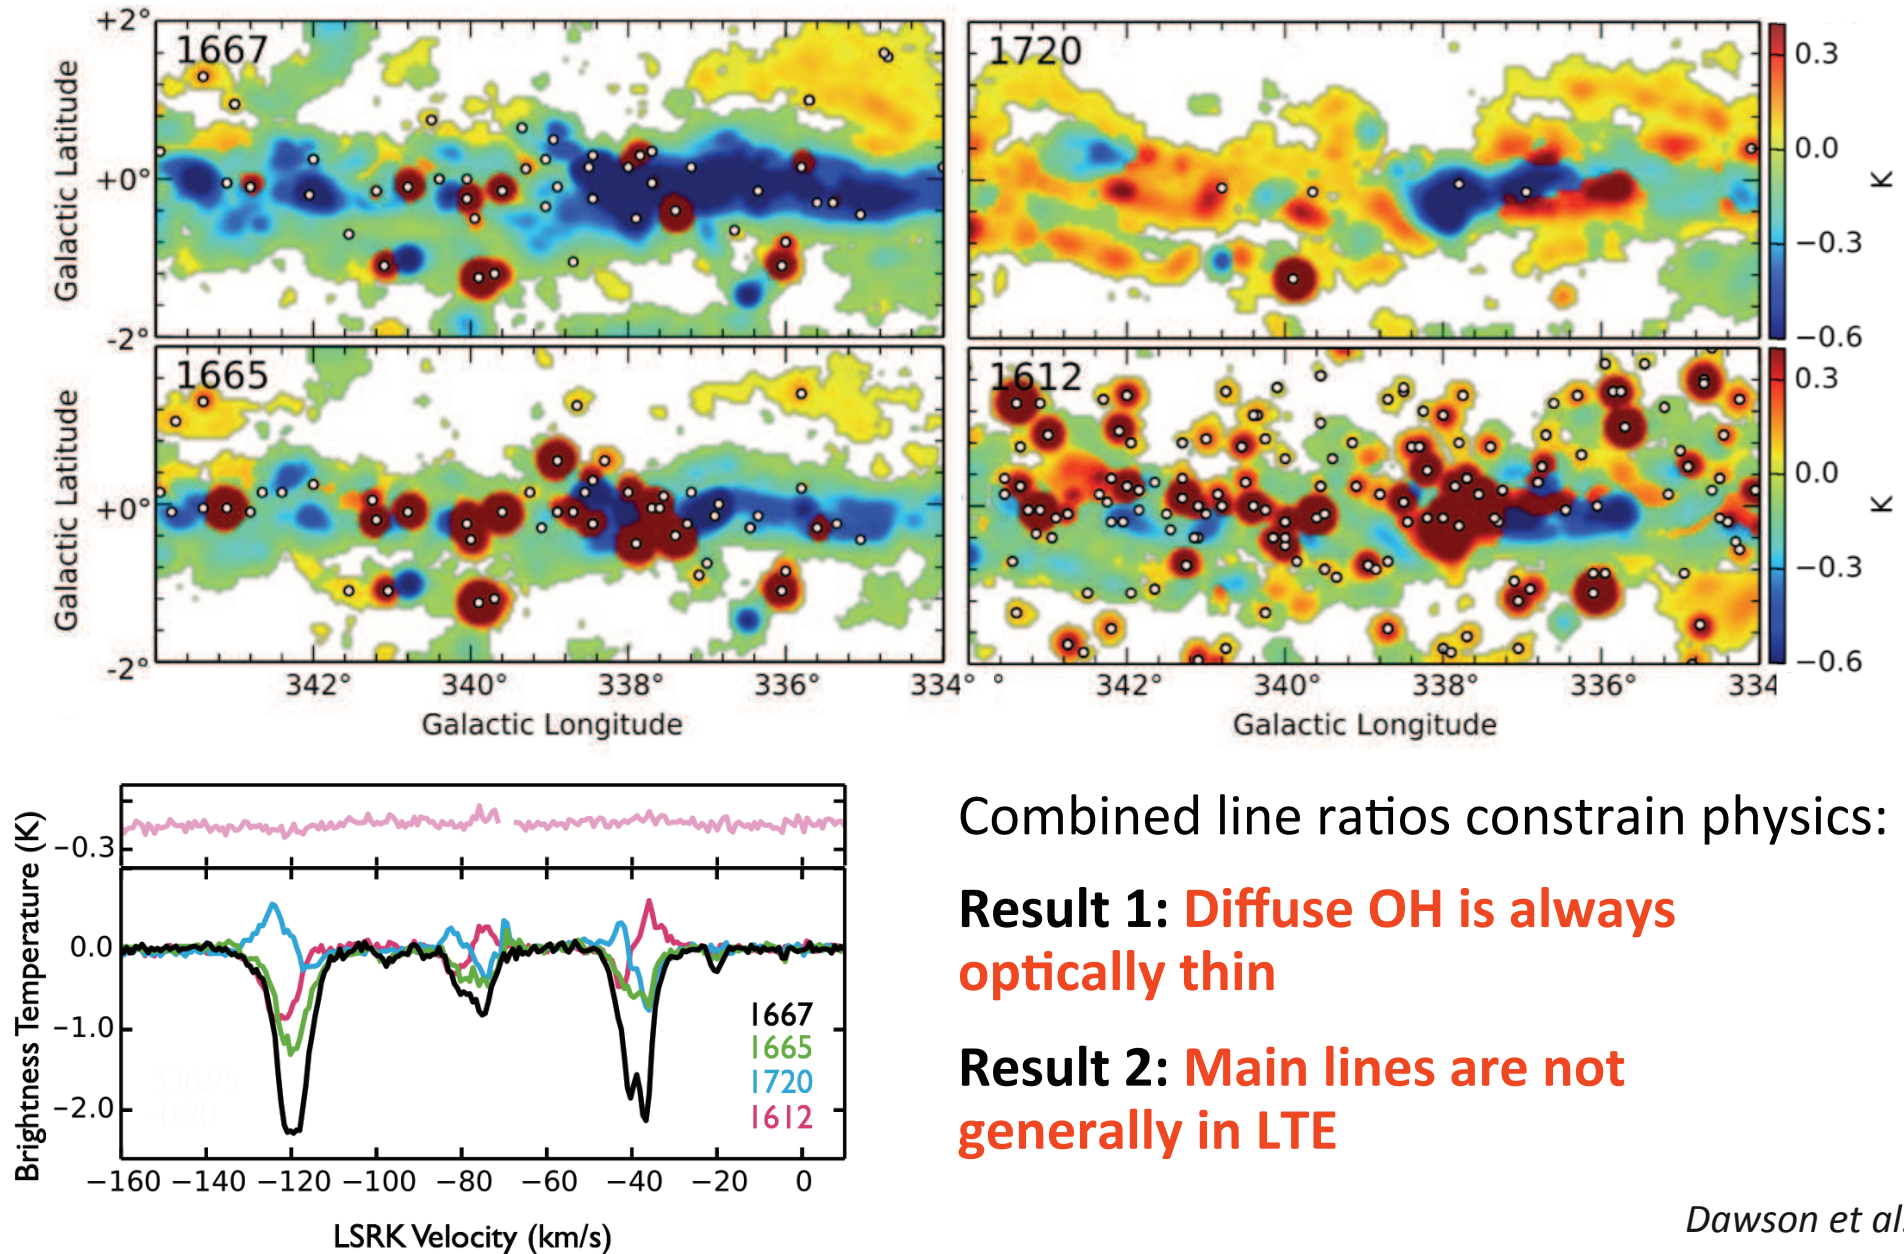 1667
1720
1665
1612
Galactic Latitude
Galactic Latitude
+2°
+0°
-2°
+0°
-2°
0.3
0.0
−0.3
−0.6
K
0.3
0.0
−0.3
−0.6
K
342°
340°
338°
336°
334
°
342°
340°
338°
336°
334
Galactic Longitude
Galactic Longitude
Brightness Temperature (K)
−0.3
0.0
−1.0
−2.0
1667
1665
1720
1612
−160 −140 −120 −100 −80 −60 −40 −20 0
LSRK Velocity (km/s)
Combined line ratios constrain physics:
Result 1: Diffuse OH is always
optically thin
Result 2: Main lines are not
generally in LTE
Dawson et al.